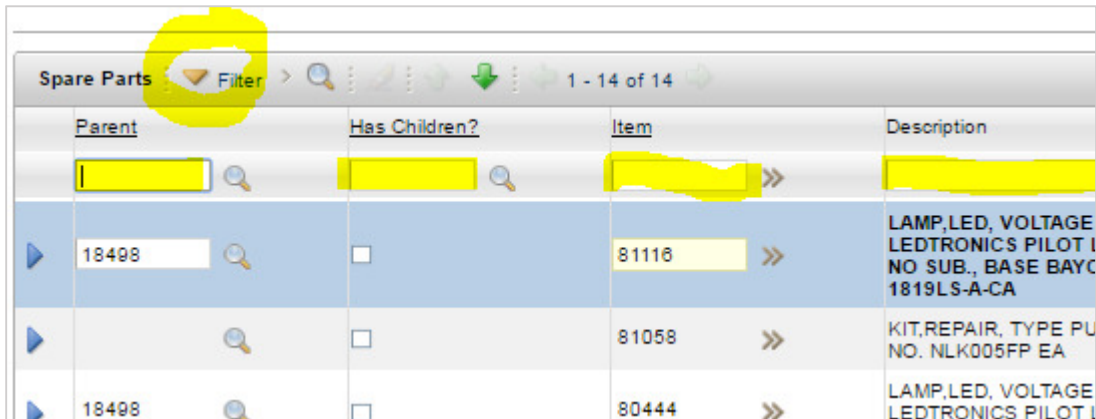 Spare Parts Filter 1 - 14 of 14
Parent Has Children? Item Description
18498 81116 LAMP,LED, VOLTAGE
LEDTRONICS PILOT
NO SUB., BASE
1819LS-A-CA
81058 KIT,REPAIR, TYPE
NO. NLK005FP EA
18498 80444 LAMP,LED, VOLTAGE
LEDTRONICS PILOT